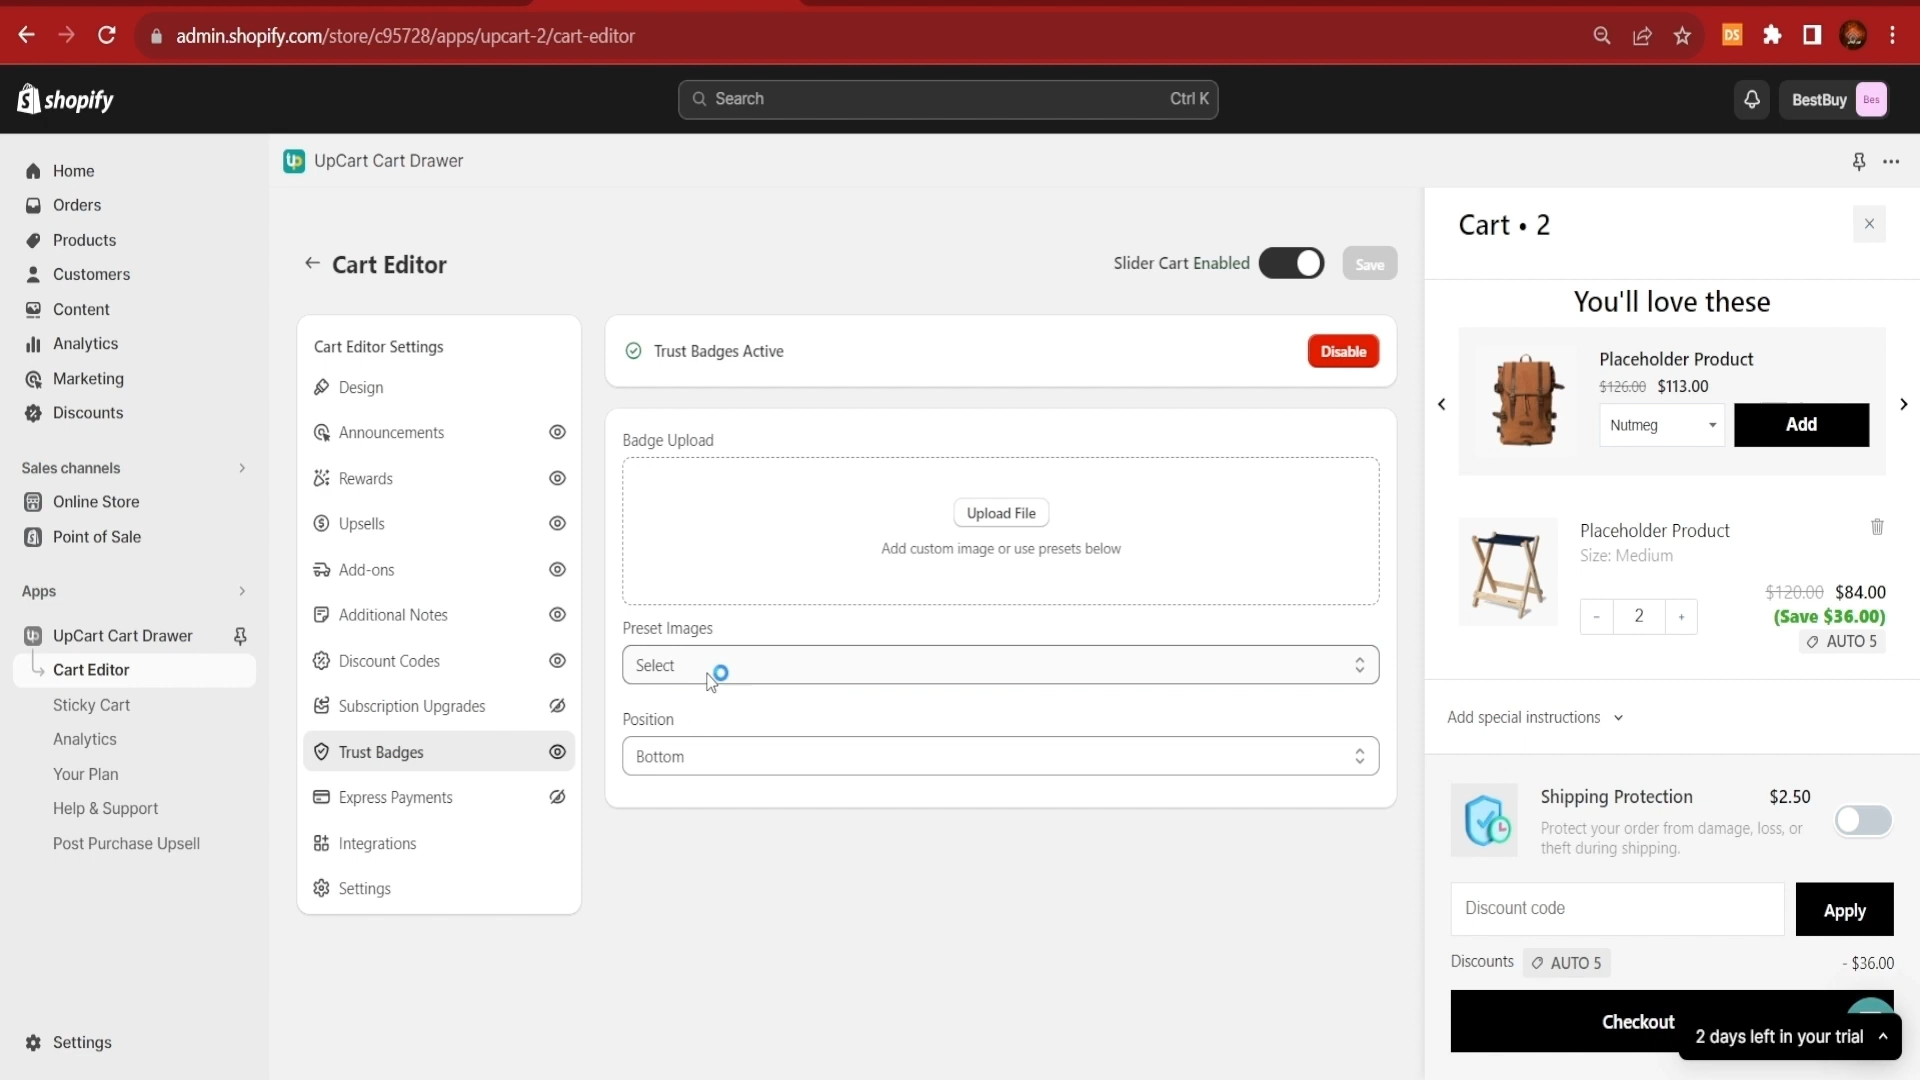 admin.shopify.com/store/c95728/apps/upcart-2/cart-editor
DS
shopify
Search
Ctrl K
BestBuy
Bes
Home
Orders
Products
Customers
Content
Analytics
Marketing
Discounts
Sales channels
Online Store
Point of Sale
Apps
UpCart Cart Drawer
Cart Editor
Sticky Cart
Analytics
Your Plan
Help & Support
Post Purchase Upsell
Settings
up
UpCart Cart Drawer
Cart Editor
Slider Cart Enabled
Save
Cart Editor Settings
Design
Announcements
Rewards
Upsells
Add-ons
Additional Notes
Discount Codes
Subscription Upgrades
Trust Badges
Express Payments
Integrations
Settings
Trust Badges Active
Disable
Badge Upload
Upload File
Add custom image or use presets below
Preset Images
Select
Position
Bottom
Cart • 2
You'll love these
Placeholder Product
$126.00 $113.00
Nutmeg
Add
Placeholder Product
Size: Medium
$120.00 $84.00
(Save $36.00)
- 2 +
AUTO 5
Add special instructions
Shipping Protection
$2.50
Protect your order from damage, loss, or
theft during shipping.
Discount code
Apply
Discounts
AUTO 5
- $36.00
Checkout
2 days left in your trial